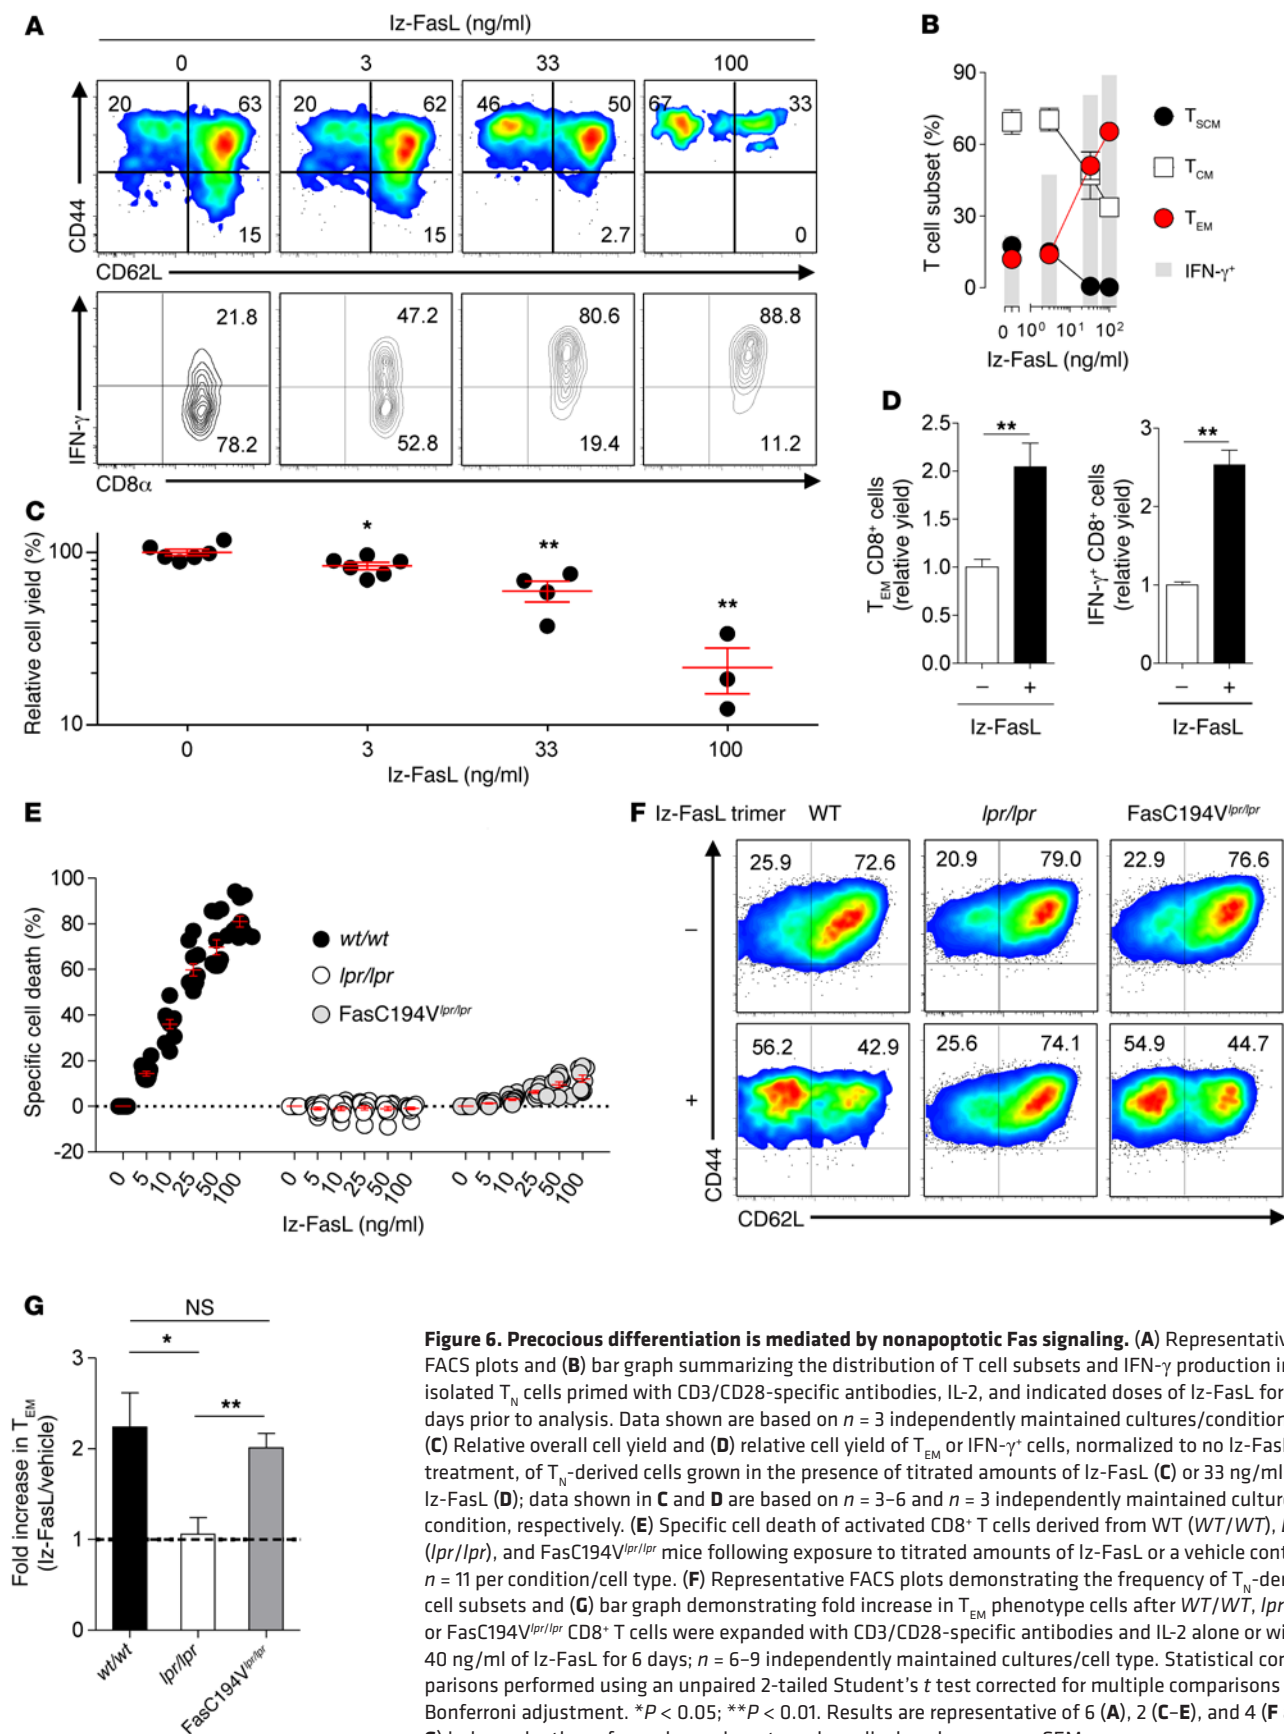 A
Iz-FasL (ng/ml)
0 3 33 100
20 63 20 62 46 50 67 33
15 15 2.7 0
CD44
CD62L
21.8 47.2 80.6 88.8
78.2 52.8 19.4 11.2
IFN-γ
CD8α
B
T cell subset (%)
90
60
30
0
0 10⁰ 10¹ 10²
Iz-FasL (ng/ml)
T_SCM
T_CM
T_EM
IFN-γ⁺
C
Relative cell yield (%)
100
10
* ** **
0 3 33 100
Iz-FasL (ng/ml)
D
T_EM CD8⁺ cells
(relative yield)
2.5
2.0
1.5
1.0
0.5
0.0
**
– +
Iz-FasL
IFN-γ⁺ CD8⁺ cells
(relative yield)
3
2
1
0
**
– +
Iz-FasL
E
Specific cell death (%)
100
80
60
40
20
0
-20
wt/wt
lpr/lpr
FasC194V^lpr/lpr
0 5 10 25 50 100 0 5 10 25 50 100 0 5 10 25 50 100
Iz-FasL (ng/ml)
F Iz-FasL trimer WT lpr/lpr FasC194V^lpr/lpr
25.9 72.6 20.9 79.0 22.9 76.6
–
56.2 42.9 25.6 74.1 54.9 44.7
+
CD44
CD62L
G
NS
*
**
Fold increase in T_EM
(Iz-FasL/vehicle)
3
2
1
0
wt/wt
lpr/lpr
FasC194V^lpr/lpr
Figure 6. Precocious differentiation is mediated by nonapoptotic Fas signaling. (A) Representativ
FACS plots and (B) bar graph summarizing the distribution of T cell subsets and IFN-γ production i
isolated T_N cells primed with CD3/CD28-specific antibodies, IL-2, and indicated doses of Iz-FasL for
days prior to analysis. Data shown are based on n = 3 independently maintained cultures/condition
(C) Relative overall cell yield and (D) relative cell yield of T_EM or IFN-γ⁺ cells, normalized to no Iz-Fas
treatment, of T_N-derived cells grown in the presence of titrated amounts of Iz-FasL (C) or 33 ng/ml
Iz-FasL (D); data shown in C and D are based on n = 3–6 and n = 3 independently maintained cultur
condition, respectively. (E) Specific cell death of activated CD8⁺ T cells derived from WT (WT/WT),
(lpr/lpr), and FasC194V^lpr/lpr mice following exposure to titrated amounts of Iz-FasL or a vehicle cont
n = 11 per condition/cell type. (F) Representative FACS plots demonstrating the frequency of T_N-der
cell subsets and (G) bar graph demonstrating fold increase in T_EM phenotype cells after WT/WT, lpr
or FasC194V^lpr/lpr CD8⁺ T cells were expanded with CD3/CD28-specific antibodies and IL-2 alone or wi
40 ng/ml of Iz-FasL for 6 days; n = 6–9 independently maintained cultures/cell type. Statistical com
parisons performed using an unpaired 2-tailed Student's t test corrected for multiple comparisons
Bonferroni adjustment. *P < 0.05; **P < 0.01. Results are representative of 6 (A), 2 (C–E), and 4 (F